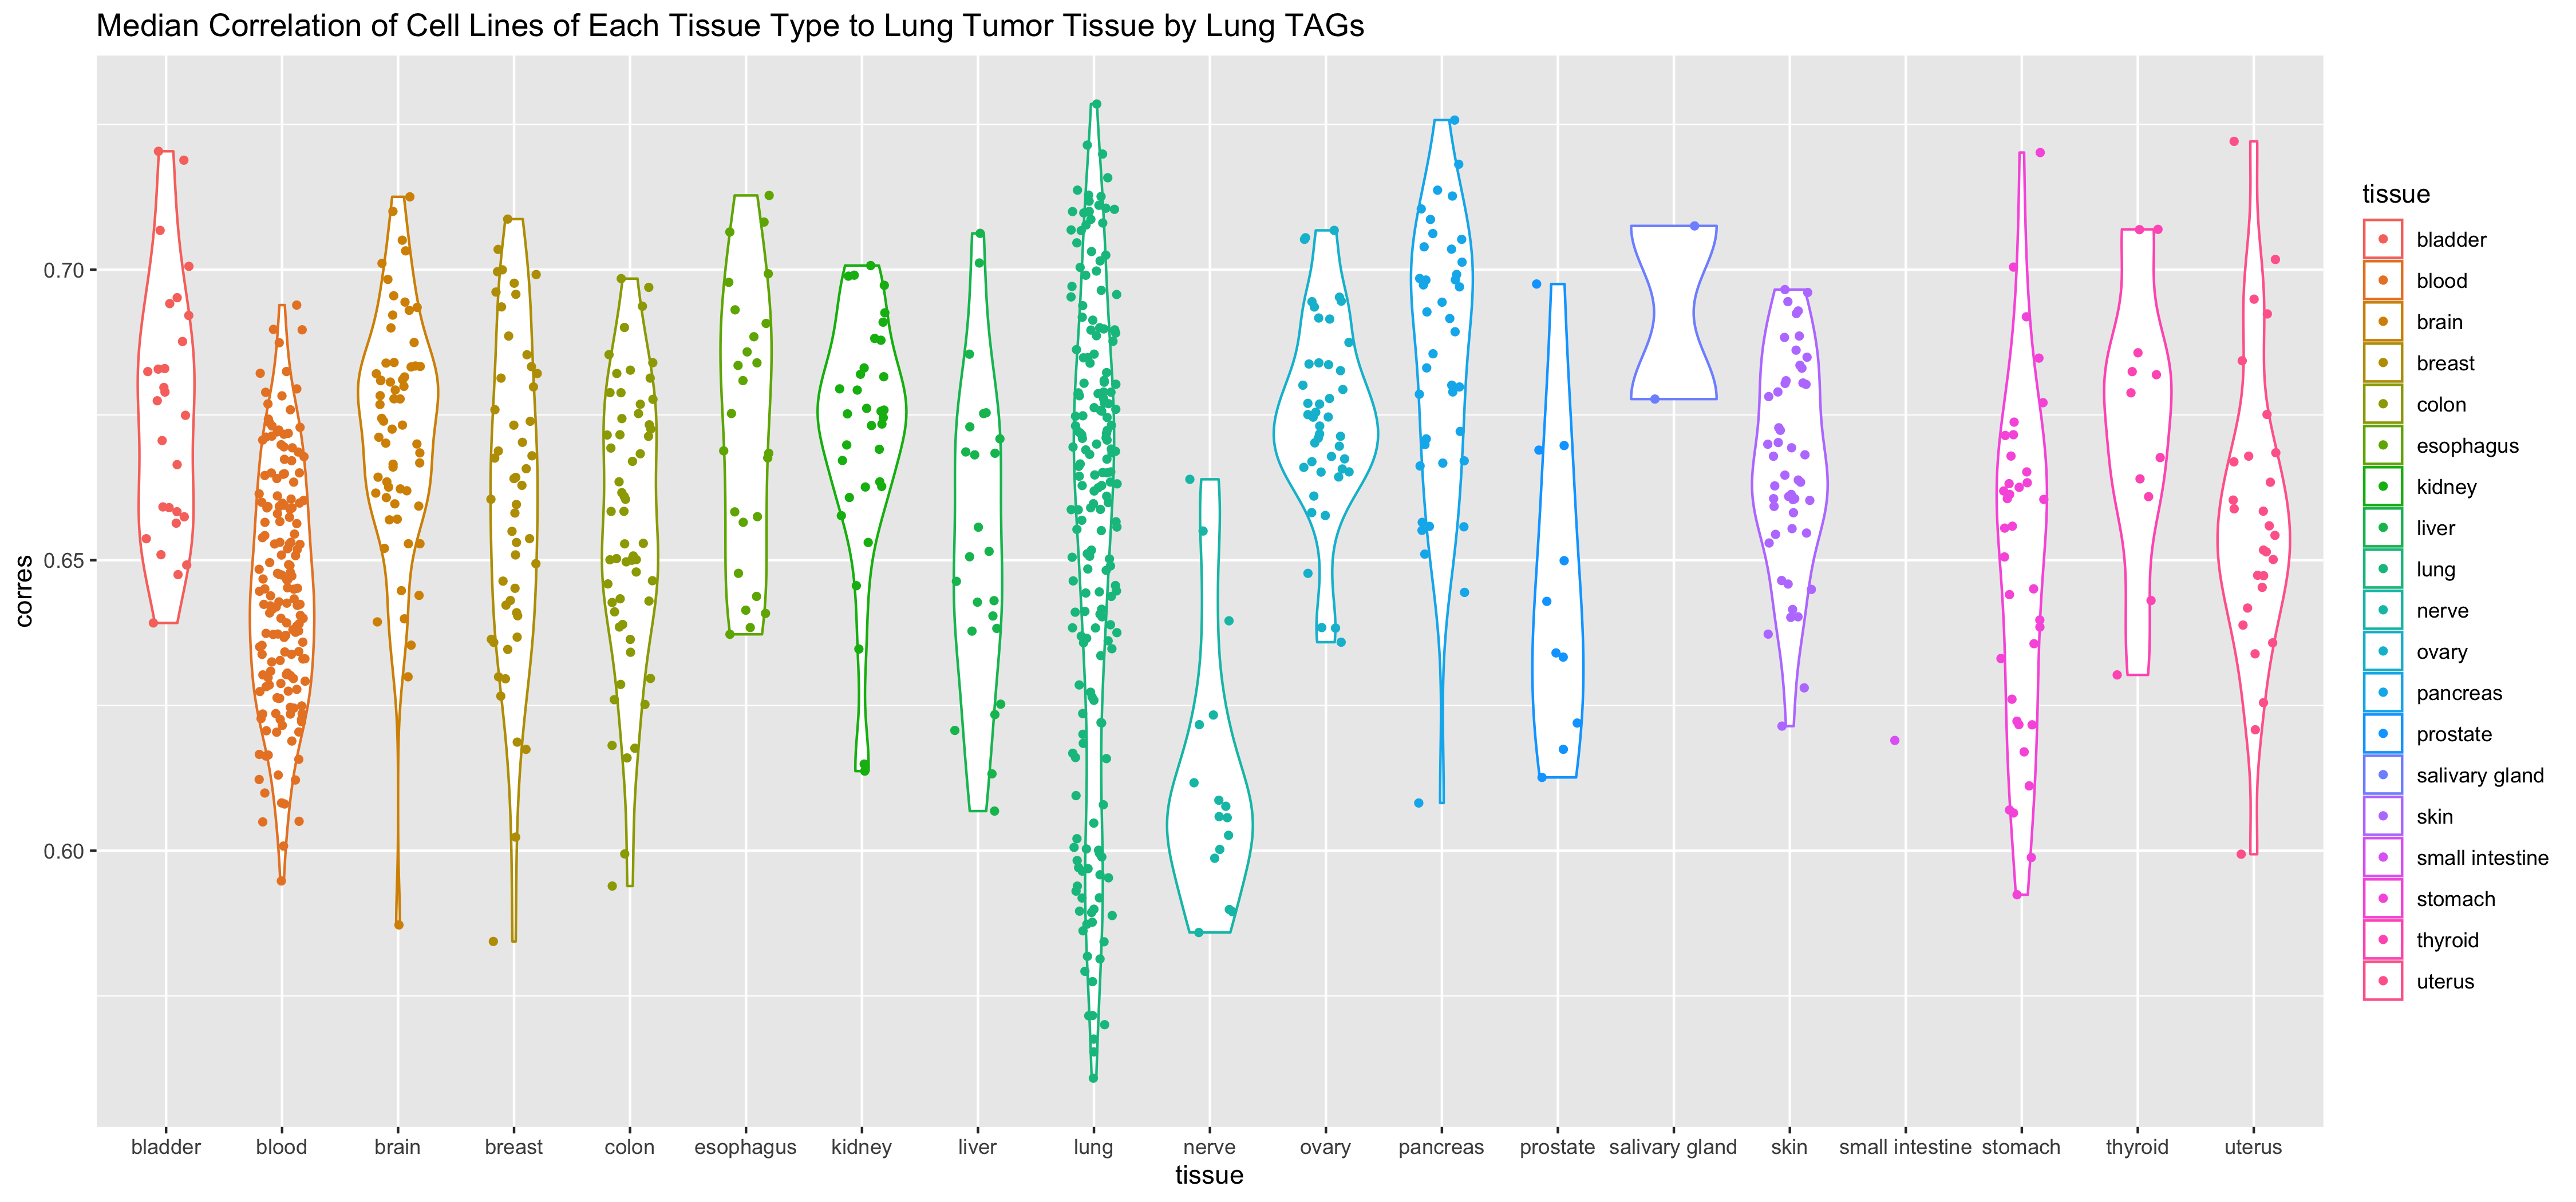 Median Correlation of Cell Lines of Each Tissue Type to Lung Tumor Tissue by Lung TAGs
corres
0.70
0.65
0.60
bladder blood brain breast colon esophagus kidney liver lung nerve ovary pancreas prostate salivary gland skin small intestine stomach thyroid uterus
tissue
tissue
bladder
blood
brain
breast
colon
esophagus
kidney
liver
lung
nerve
ovary
pancreas
prostate
salivary gland
skin
small intestine
stomach
thyroid
uterus